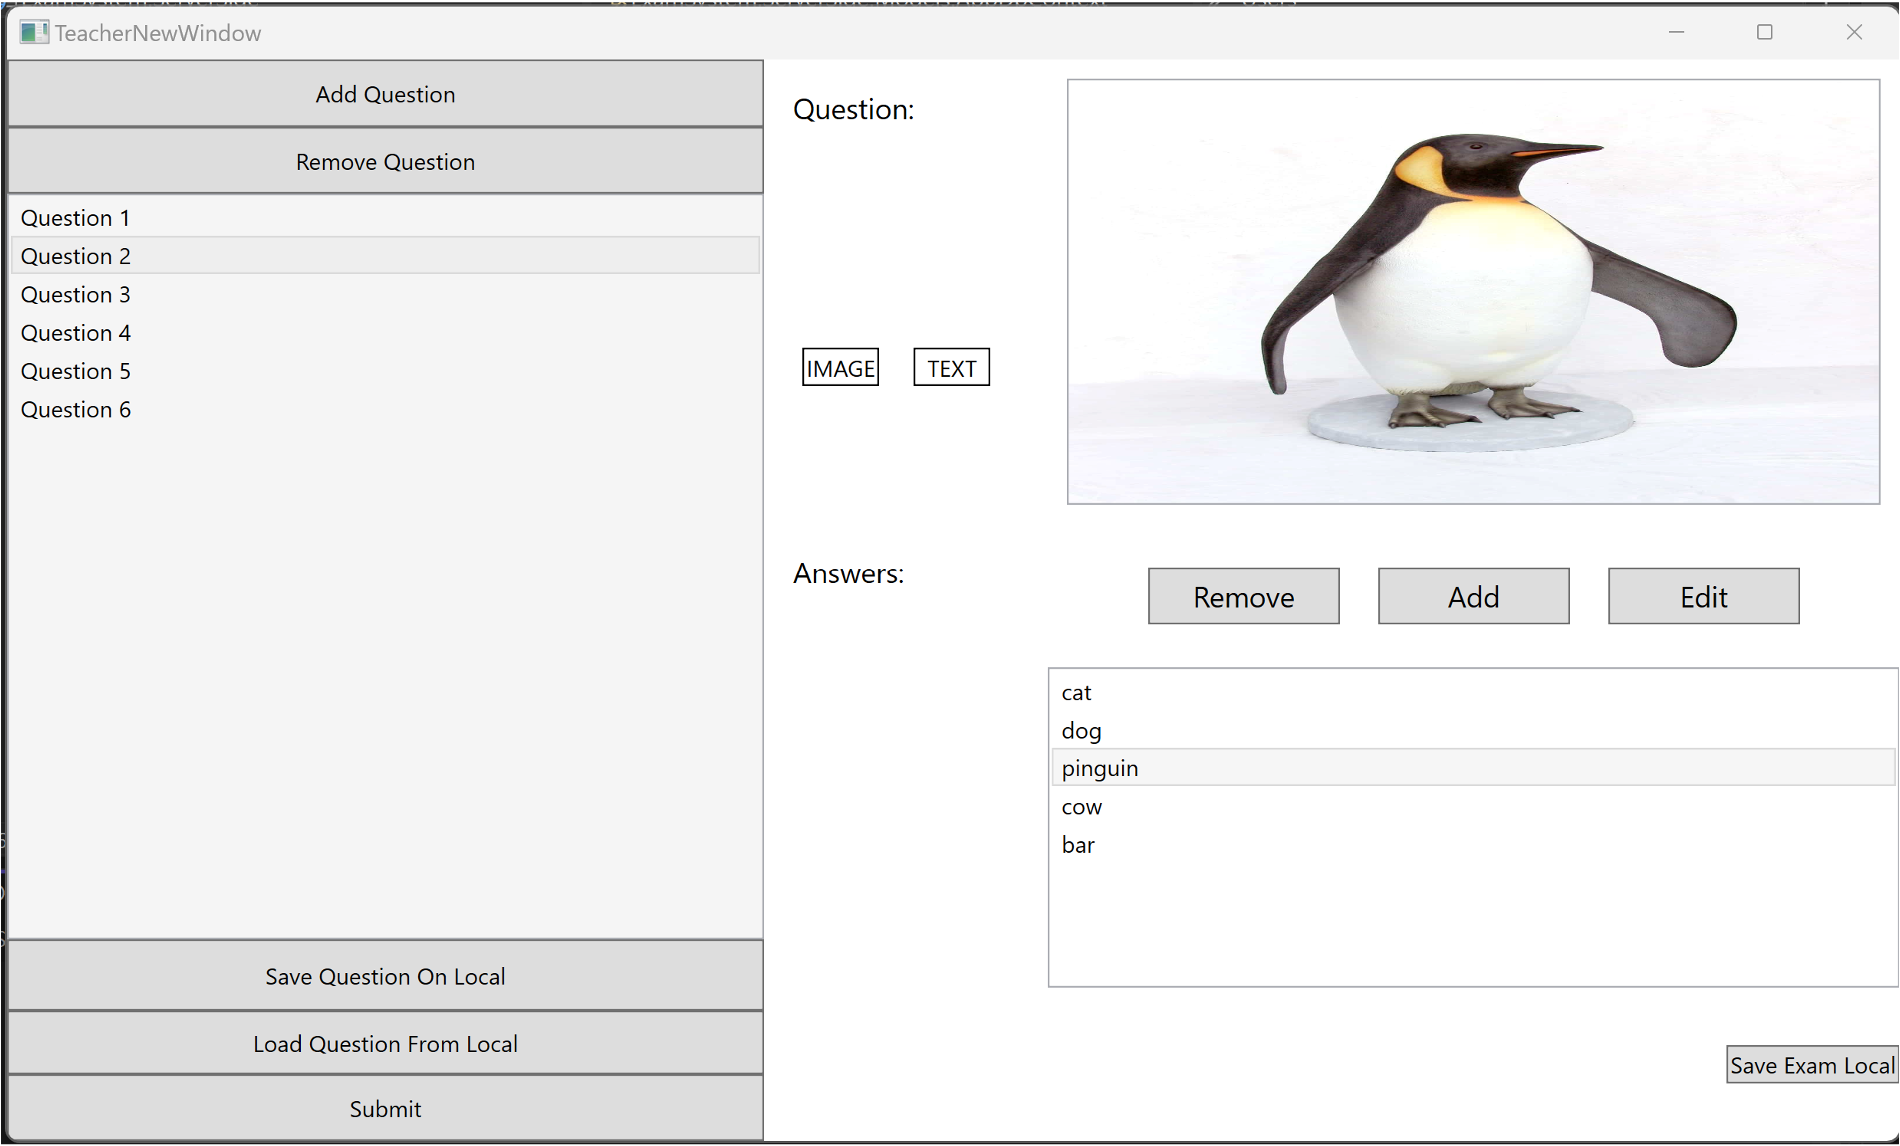 TeacherNewWindow
Add Question
Remove Question
Question 1
Question 2
Question 3
Question 4
Question 5
Question 6
Save Question On Local
Load Question From Local
Submit
Question:
IMAGE TEXT
Answers:
Remove Add Edit
cat
dog
pinguin
cow
bar
Save Exam Local